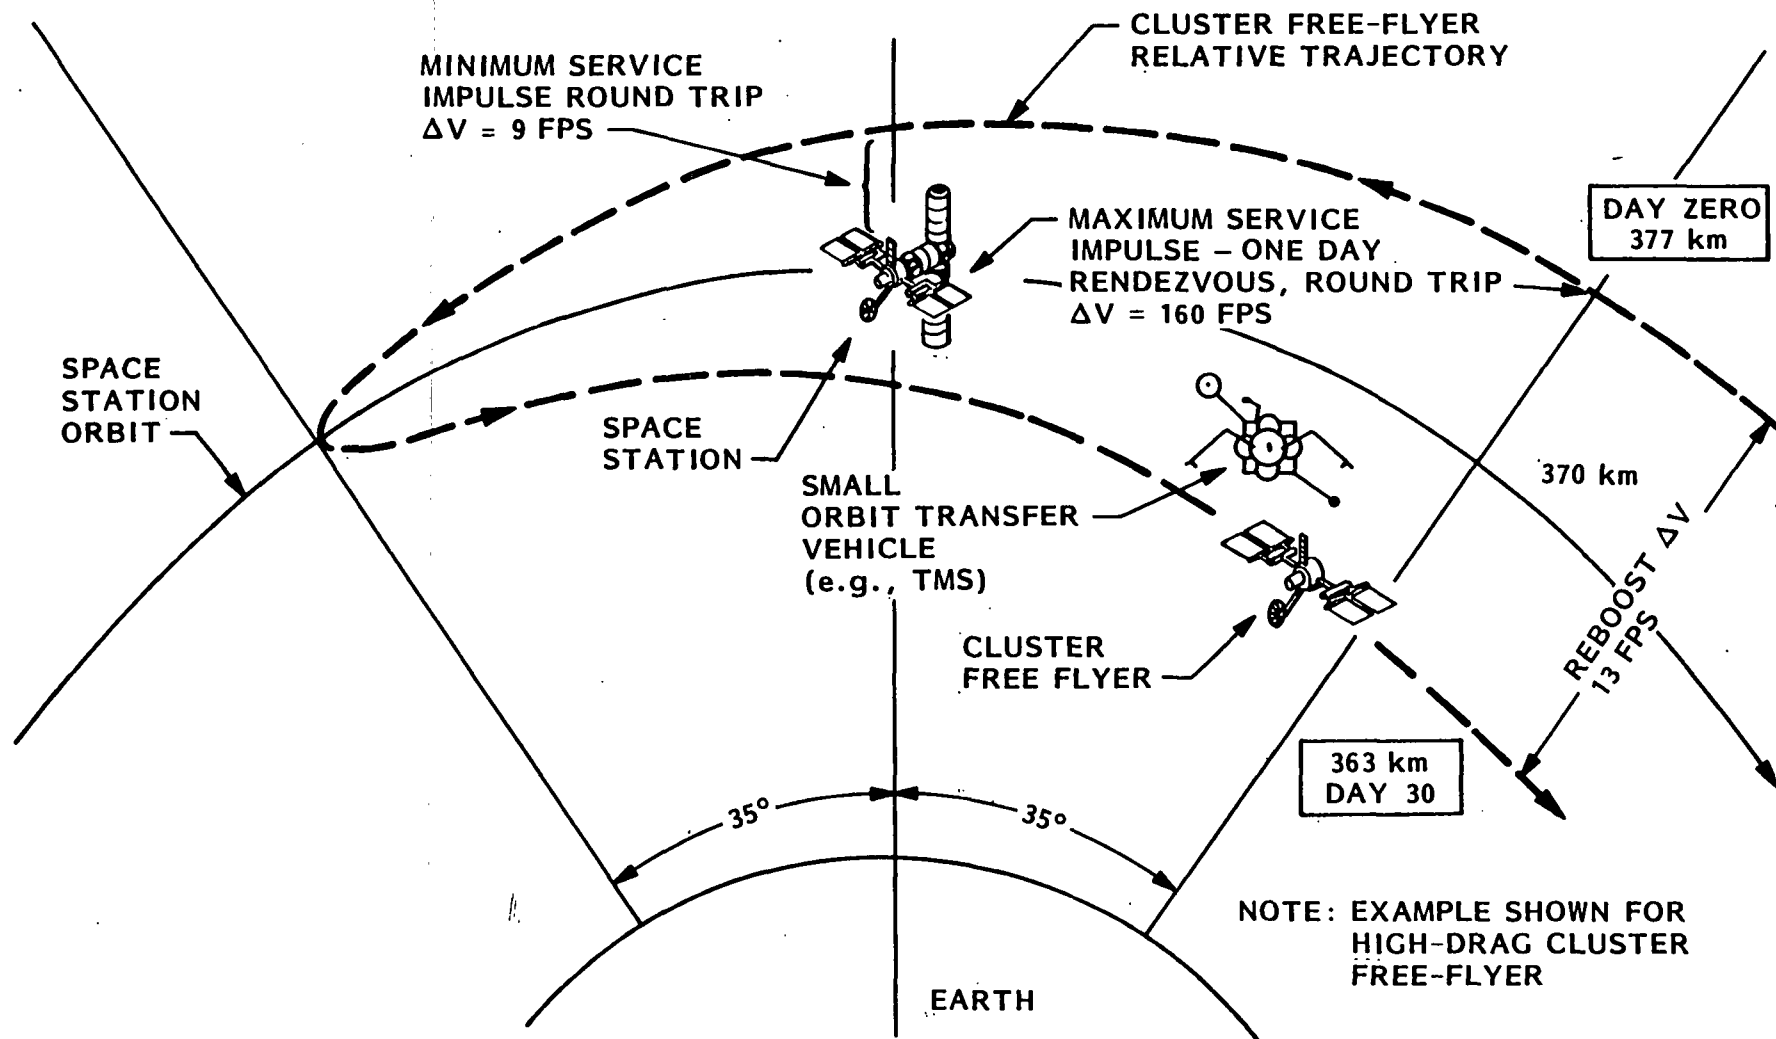 CLUSTER FREE-FLYER
RELATIVE TRAJECTORY
MINIMUM SERVICE
IMPULSE ROUND TRIP
ΔV = 9 FPS
DAY ZERO
377 km
MAXIMUM SERVICE
IMPULSE – ONE DAY
RENDEZVOUS, ROUND TRIP
ΔV = 160 FPS
SPACE
STATION
ORBIT
SPACE
STATION
370 km
SMALL
ORBIT TRANSFER
VEHICLE
(e.g., TMS)
REBOOST ΔV
13 FPS
CLUSTER
FREE FLYER
363 km
DAY 30
35°
35°
NOTE: EXAMPLE SHOWN FOR
HIGH-DRAG CLUSTER
FREE-FLYER
EARTH